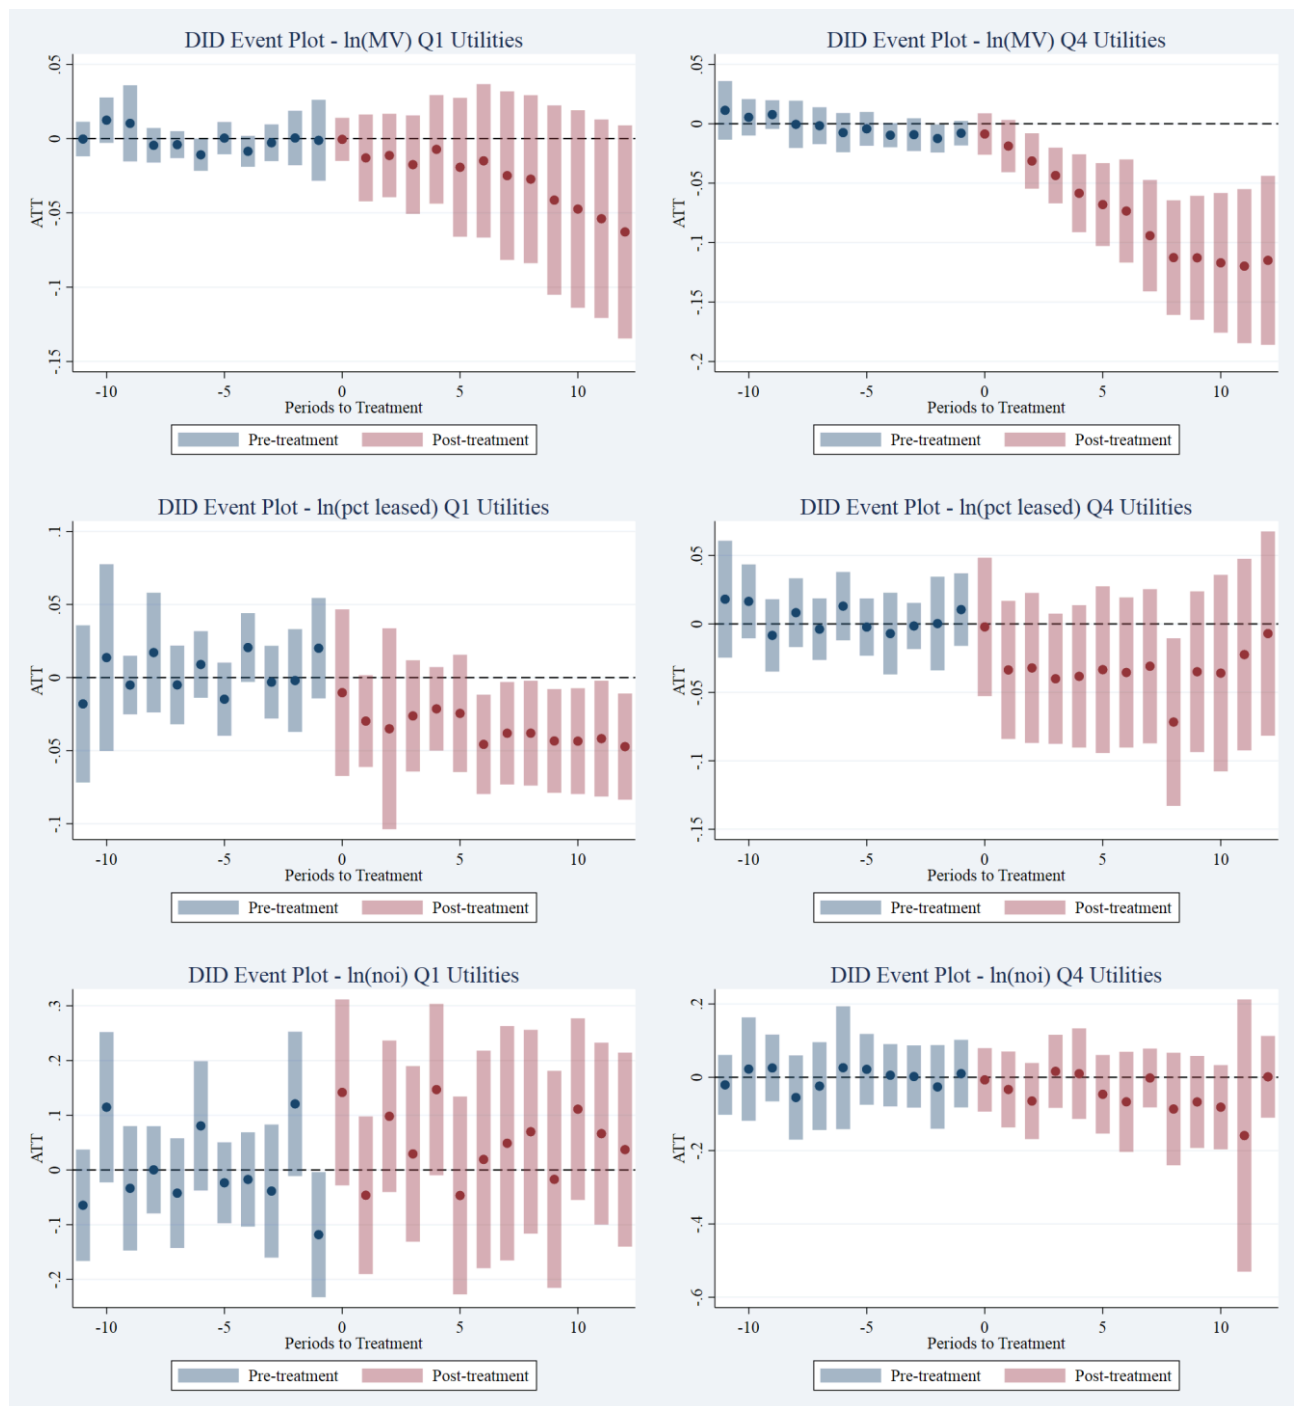 DID Event Plot - ln(MV) Q1 Utilities
.05
0
-.05
-.1
-.15
ATT
-10 -5 0 5 10
Periods to Treatment
Pre-treatment Post-treatment
DID Event Plot - ln(MV) Q4 Utilities
.05
0
-.05
-.1
-.15
-.2
ATT
-10 -5 0 5 10
Periods to Treatment
Pre-treatment Post-treatment
DID Event Plot - ln(pct leased) Q1 Utilities
.1
.05
0
-.05
-.1
ATT
-10 -5 0 5 10
Periods to Treatment
Pre-treatment Post-treatment
DID Event Plot - ln(pct leased) Q4 Utilities
.05
0
-.05
-.1
-.15
ATT
-10 -5 0 5 10
Periods to Treatment
Pre-treatment Post-treatment
DID Event Plot - ln(noi) Q1 Utilities
.3
.2
.1
0
-.1
-.2
ATT
-10 -5 0 5 10
Periods to Treatment
Pre-treatment Post-treatment
DID Event Plot - ln(noi) Q4 Utilities
.2
0
-.2
-.4
-.6
ATT
-10 -5 0 5 10
Periods to Treatment
Pre-treatment Post-treatment